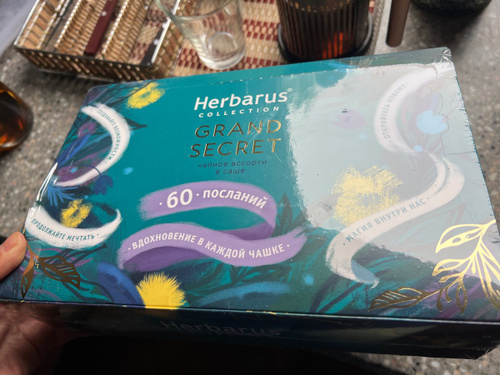 Herbarus®
COLLECTION
GRAND
SECRET
чайное ассорти
в саше
60 · посланий
· ВДОХНОВЕНИЕ В КАЖДОЙ ЧАШКЕ ·
ПРОДОЛЖАЙТЕ МЕЧТАТЬ ·
· МАГИЯ ВНУТРИ НАС ·
Herbarus